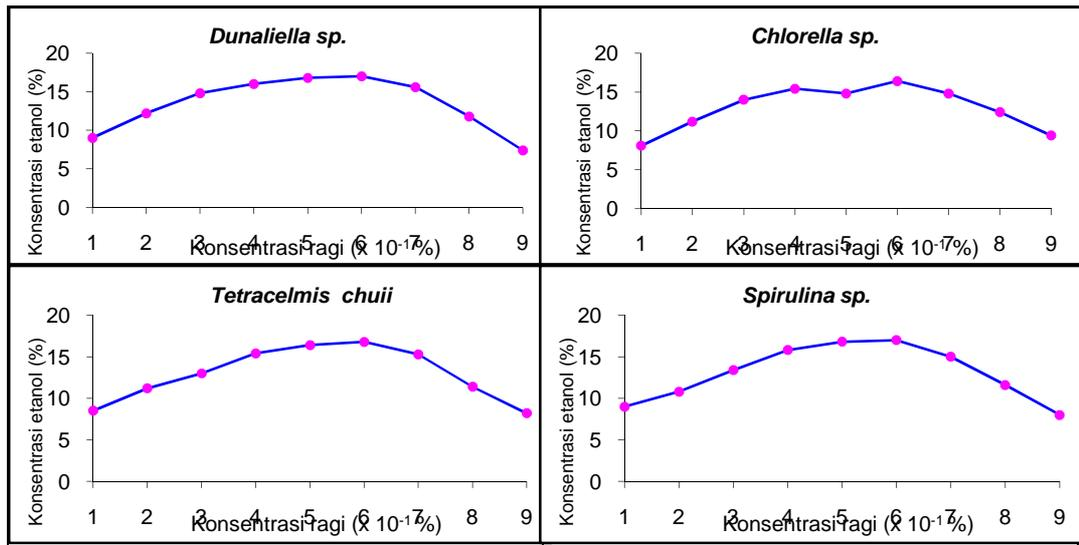 Dunaliella sp.
Konsentrasi etanol (%)
20
15
10
5
0
1 2 3 4 5 6 7 8 9
Konsentrasi ragi (x 10⁻¹ %)
Chlorella sp.
Konsentrasi etanol (%)
20
15
10
5
0
1 2 3 4 5 6 7 8 9
Konsentrasi ragi (x 10⁻¹ %)
Tetracelmis chuii
Konsentrasi etanol (%)
20
15
10
5
0
1 2 3 4 5 6 7 8 9
Konsentrasi ragi (x 10⁻¹ %)
Spirulina sp.
Konsentrasi etanol (%)
20
15
10
5
0
1 2 3 4 5 6 7 8 9
Konsentrasi ragi (x 10⁻¹ %)